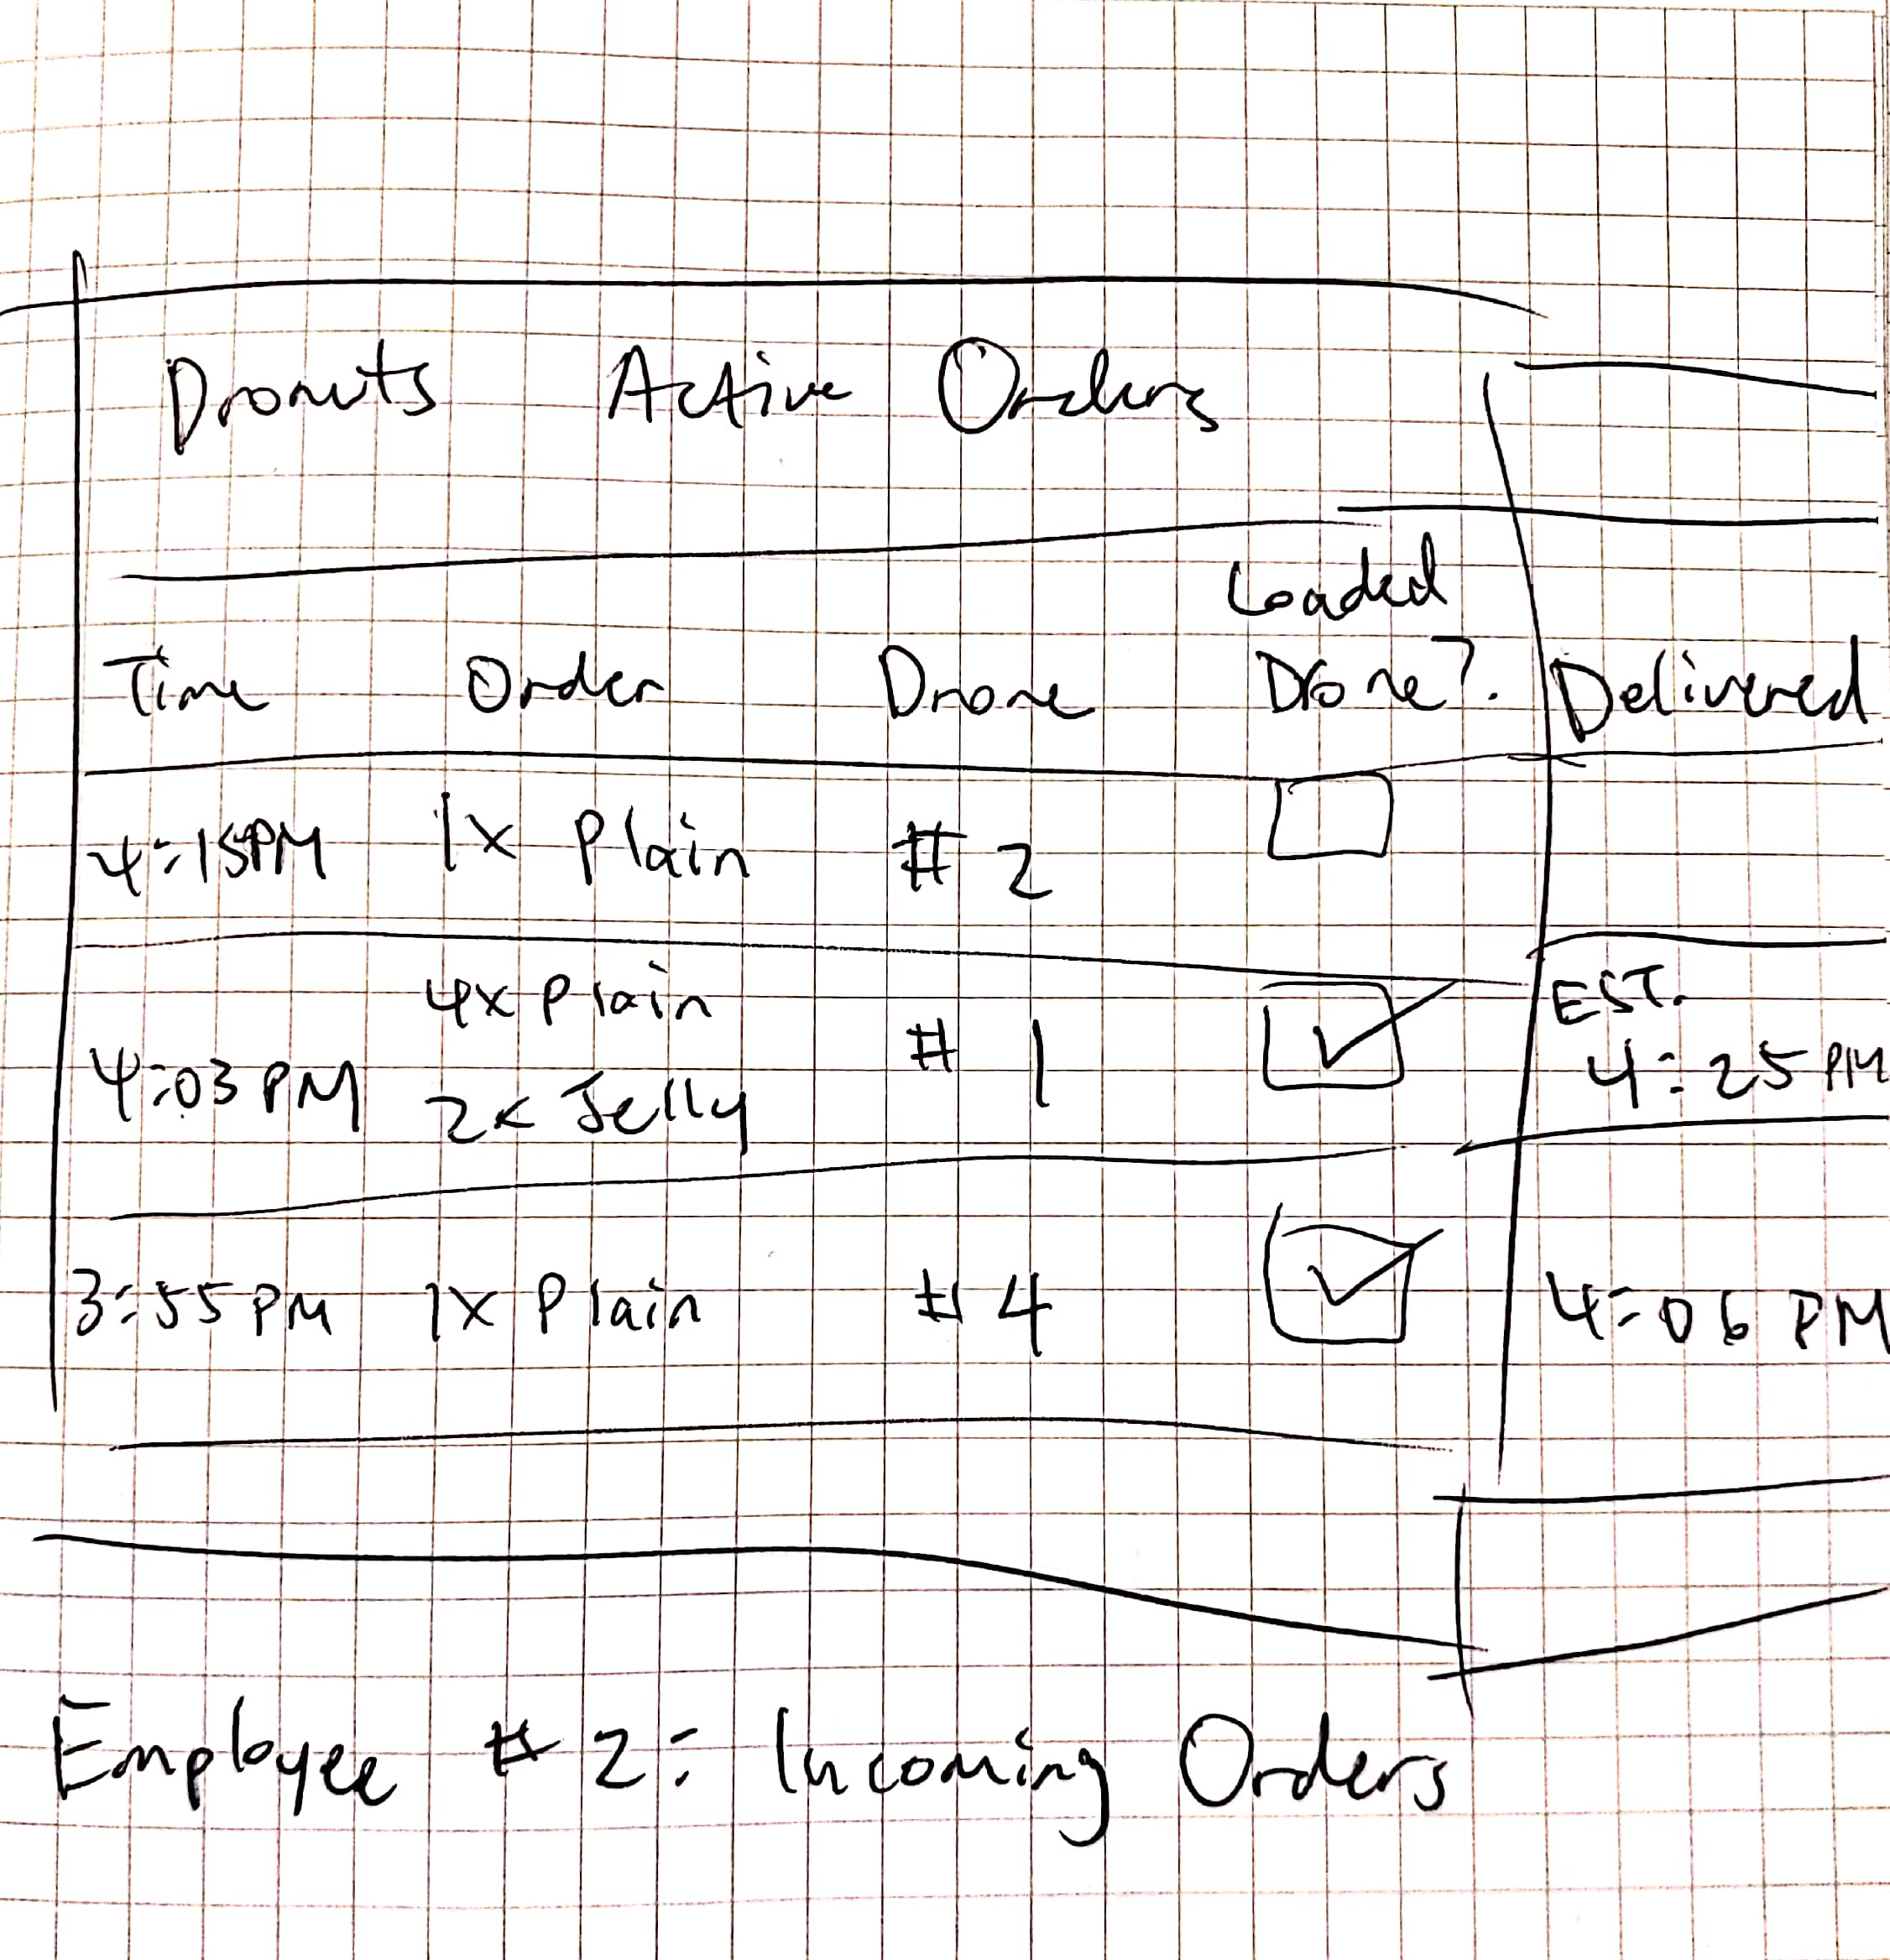 Dronuts Active Orders
Loaded
Time Order Drone Drone? Delivered
4:15PM 1x Plain # 2
4x Plain
2x Jelly
4:03 PM # 1 EST.
4:25 PM
3:55 PM 1x Plain # 4 4:06 PM
Employee # 2: Incoming Orders